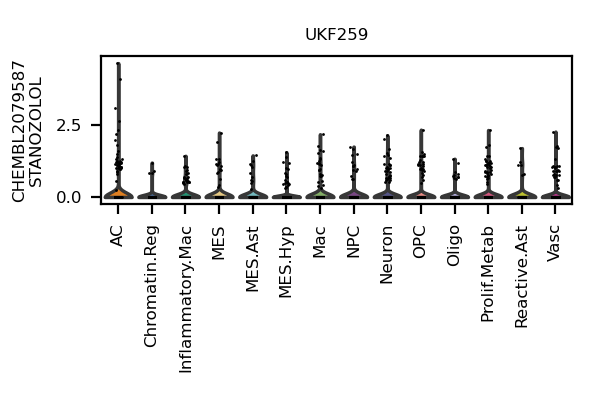 UKF259
CHEMBL2079587
STANOZOLOL
2.5
0.0
AC
Chromatin.Reg
Inflammatory.Mac
MES
MES.Ast
MES.Hyp
Mac
NPC
Neuron
OPC
Oligo
Prolif.Metab
Reactive.Ast
Vasc